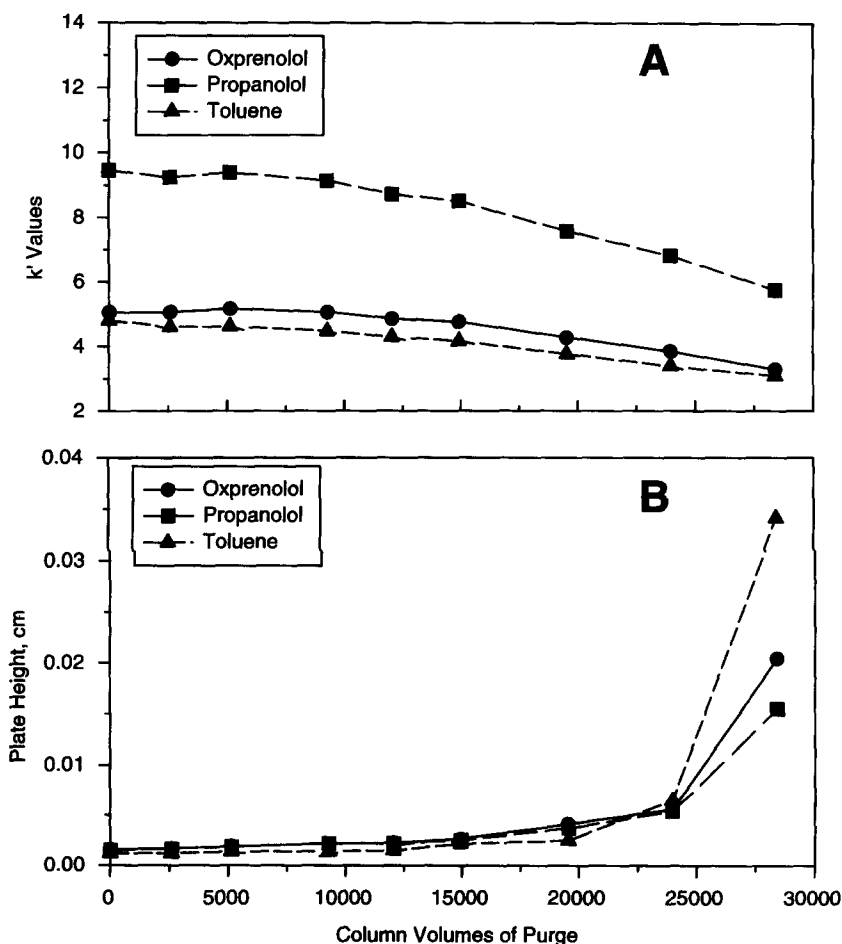 14
12
10
8
6
4
2
k' Values
Oxprenolol
Propanolol
Toluene
A
0.04
0.03
0.02
0.01
0.00
Plate Height, cm
Oxprenolol
Propanolol
Toluene
B
0 5000 10000 15000 20000 25000 30000
Column Volumes of Purge